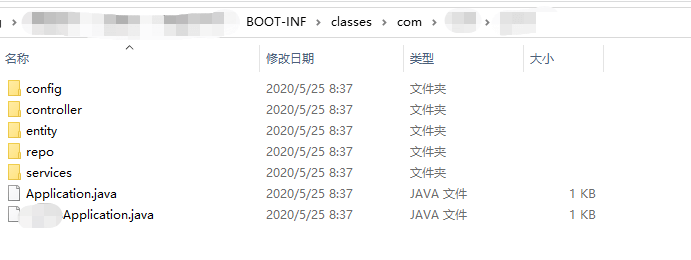 BOOT-INF > classes > com >
名称 修改日期 类型 大小
config 2020/5/25 8:37 文件夹
controller 2020/5/25 8:37 文件夹
entity 2020/5/25 8:37 文件夹
repo 2020/5/25 8:37 文件夹
services 2020/5/25 8:37 文件夹
Application.java 2020/5/25 8:37 JAVA 文件 1 KB
Application.java 2020/5/25 8:37 JAVA 文件 1 KB